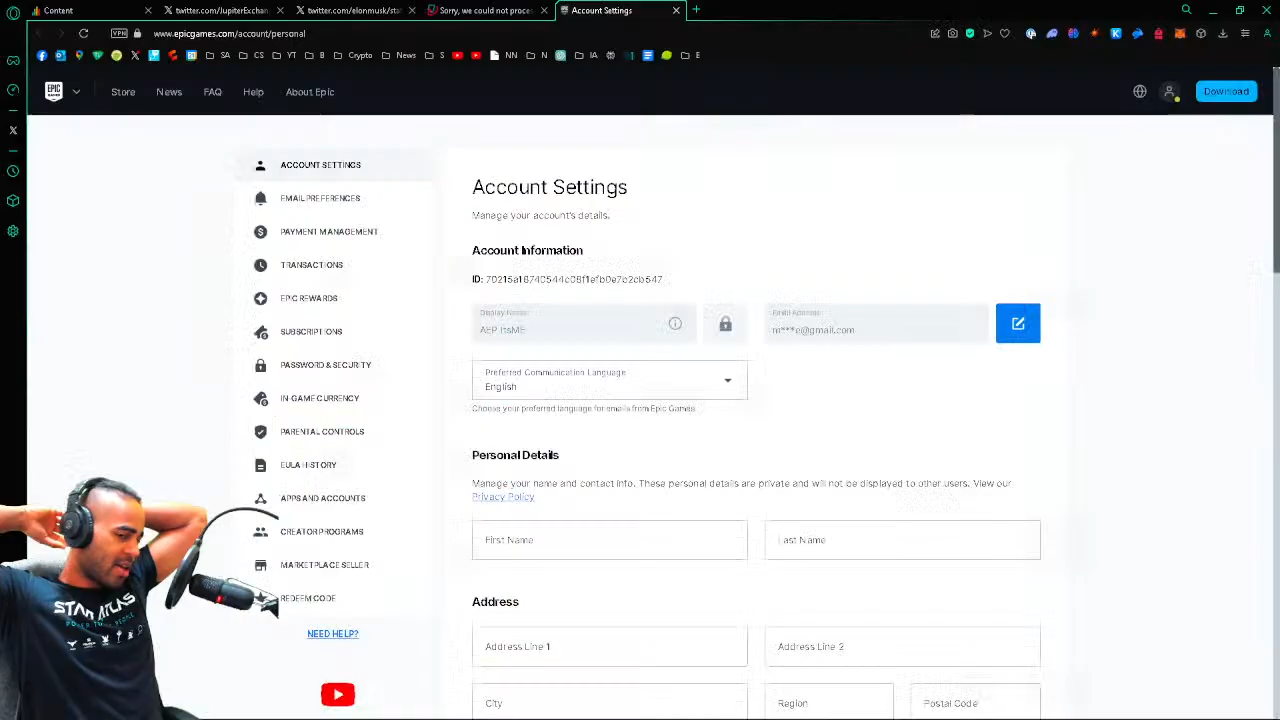 Content
twitter.com/JupiterExchan
twitter.com/elonmusk/sta
Sorry, we could not proces
Account Settings
VPN
www.epicgames.com/account/personal
SA
CS
YT
B
Crypto
News
S
NN
N
IA
E
EPIC
GAMES
Store
News
FAQ
Help
About Epic
Download
ACCOUNT SETTINGS
EMAIL PREFERENCES
PAYMENT MANAGEMENT
TRANSACTIONS
EPIC REWARDS
SUBSCRIPTIONS
PASSWORD & SECURITY
IN-GAME CURRENCY
PARENTAL CONTROLS
EULA HISTORY
APPS AND ACCOUNTS
CREATOR PROGRAMS
MARKETPLACE SELLER
REDEEM CODE
NEED HELP?
Account Settings
Manage your account's details.
Account Information
ID:
Display Name
AEP ItsME
Email Address
m***e@gmail.com
Preferred Communication Language
English
Choose your preferred language for emails from Epic Games
Personal Details
Manage your name and contact info. These personal details are private and will not be displayed to other users. View our
Privacy Policy
First Name
Last Name
Address
Address Line 1
Address Line 2
City
Region
Postal Code
STAR ATLAS
POWER TO THE PEOPLE